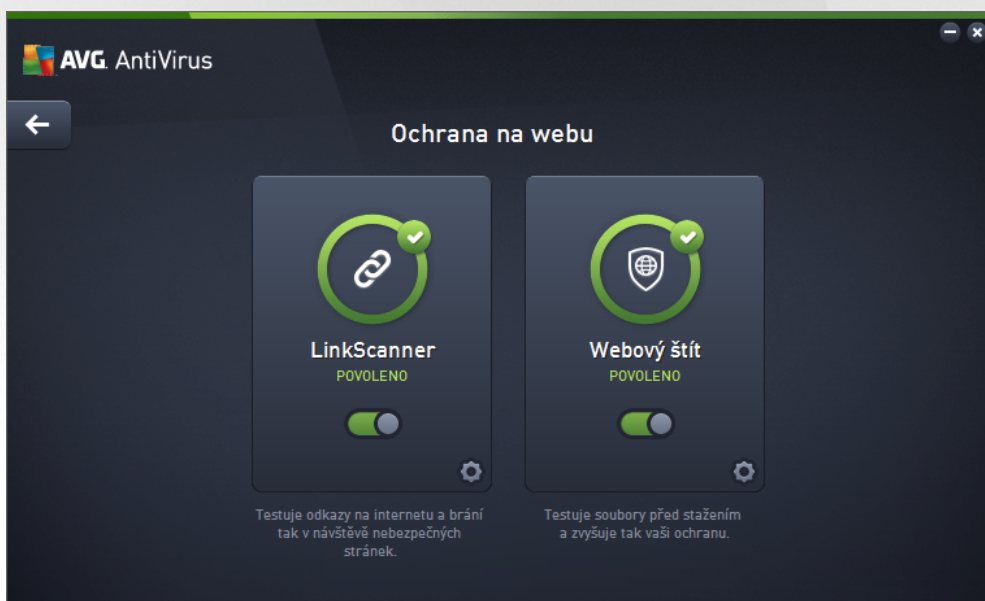 AVG. AntiVirus
Ochrana na webu
LinkScanner
POVOLENO
Testuje odkazy na internetu a brání
tak v návštěvě nebezpečných
stránek.
Webový štít
POVOLENO
Testuje soubory před stažením
a zvyšuje tak vaši ochranu.